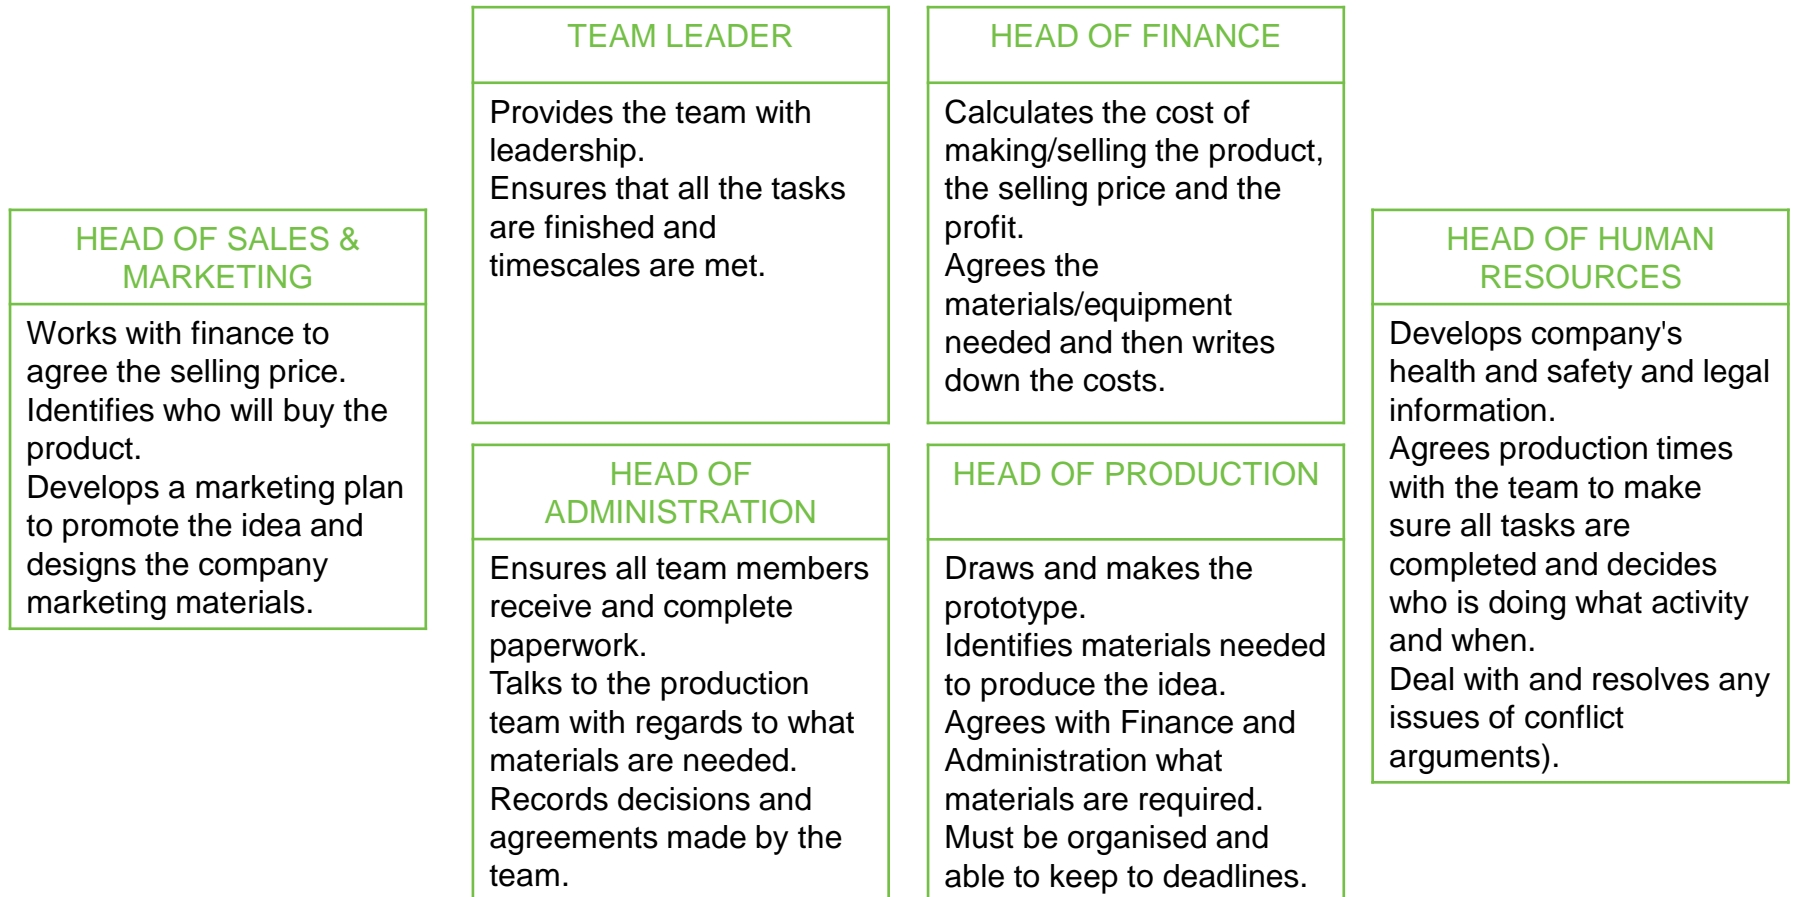 TEAM LEADER
Provides the team with
leadership.
Ensures that all the tasks
are finished and
timescales are met.
HEAD OF FINANCE
Calculates the cost of
making/selling the product,
the selling price and the
profit.
Agrees the
materials/equipment
needed and then writes
down the costs.
HEAD OF SALES &
MARKETING
Works with finance to
agree the selling price.
Identifies who will buy the
product.
Develops a marketing plan
to promote the idea and
designs the company
marketing materials.
HEAD OF HUMAN
RESOURCES
Develops company's
health and safety and legal
information.
Agrees production times
with the team to make
sure all tasks are
completed and decides
who is doing what activity
and when.
Deal with and resolves any
issues of conflict
arguments).
HEAD OF
ADMINISTRATION
Ensures all team members
receive and complete
paperwork.
Talks to the production
team with regards to what
materials are needed.
Records decisions and
agreements made by the
team.
HEAD OF PRODUCTION
Draws and makes the
prototype.
Identifies materials needed
to produce the idea.
Agrees with Finance and
Administration what
materials are required.
Must be organised and
able to keep to deadlines.